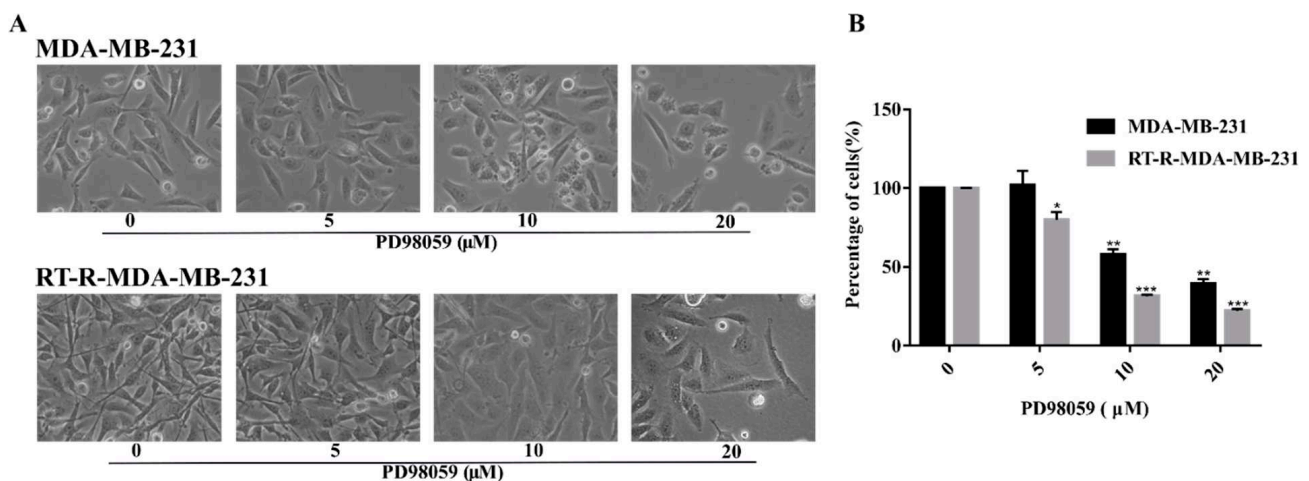 A
MDA-MB-231
0 5 10 20
PD98059 (µM)
RT-R-MDA-MB-231
0 5 10 20
PD98059 (µM)
B
150
100
50
0
Percentage of cells(%)
MDA-MB-231
RT-R-MDA-MB-231
*
**
***
**
***
0 5 10 20
PD98059 ( µM)